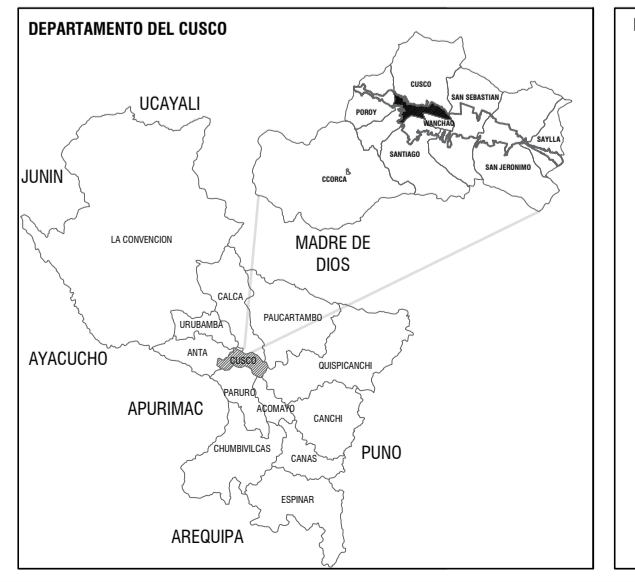 DEPARTAMENTO DEL CUSCO
CUSCO
SAN SEBASTIAN
POROY
WANCHAQ
SAYLLA
SANTIAGO
SAN JERONIMO
CCORCA
UCAYALI
JUNIN
LA CONVENCION
MADRE DE
DIOS
CALCA
PAUCARTAMBO
URUBAMBA
AYACUCHO
ANTA
CUSCO
QUISPICANCHI
PARURO
APURIMAC
ACOMAYO
CANCHI
CHUMBIVILCAS
PUNO
CANAS
ESPINAR
AREQUIPA